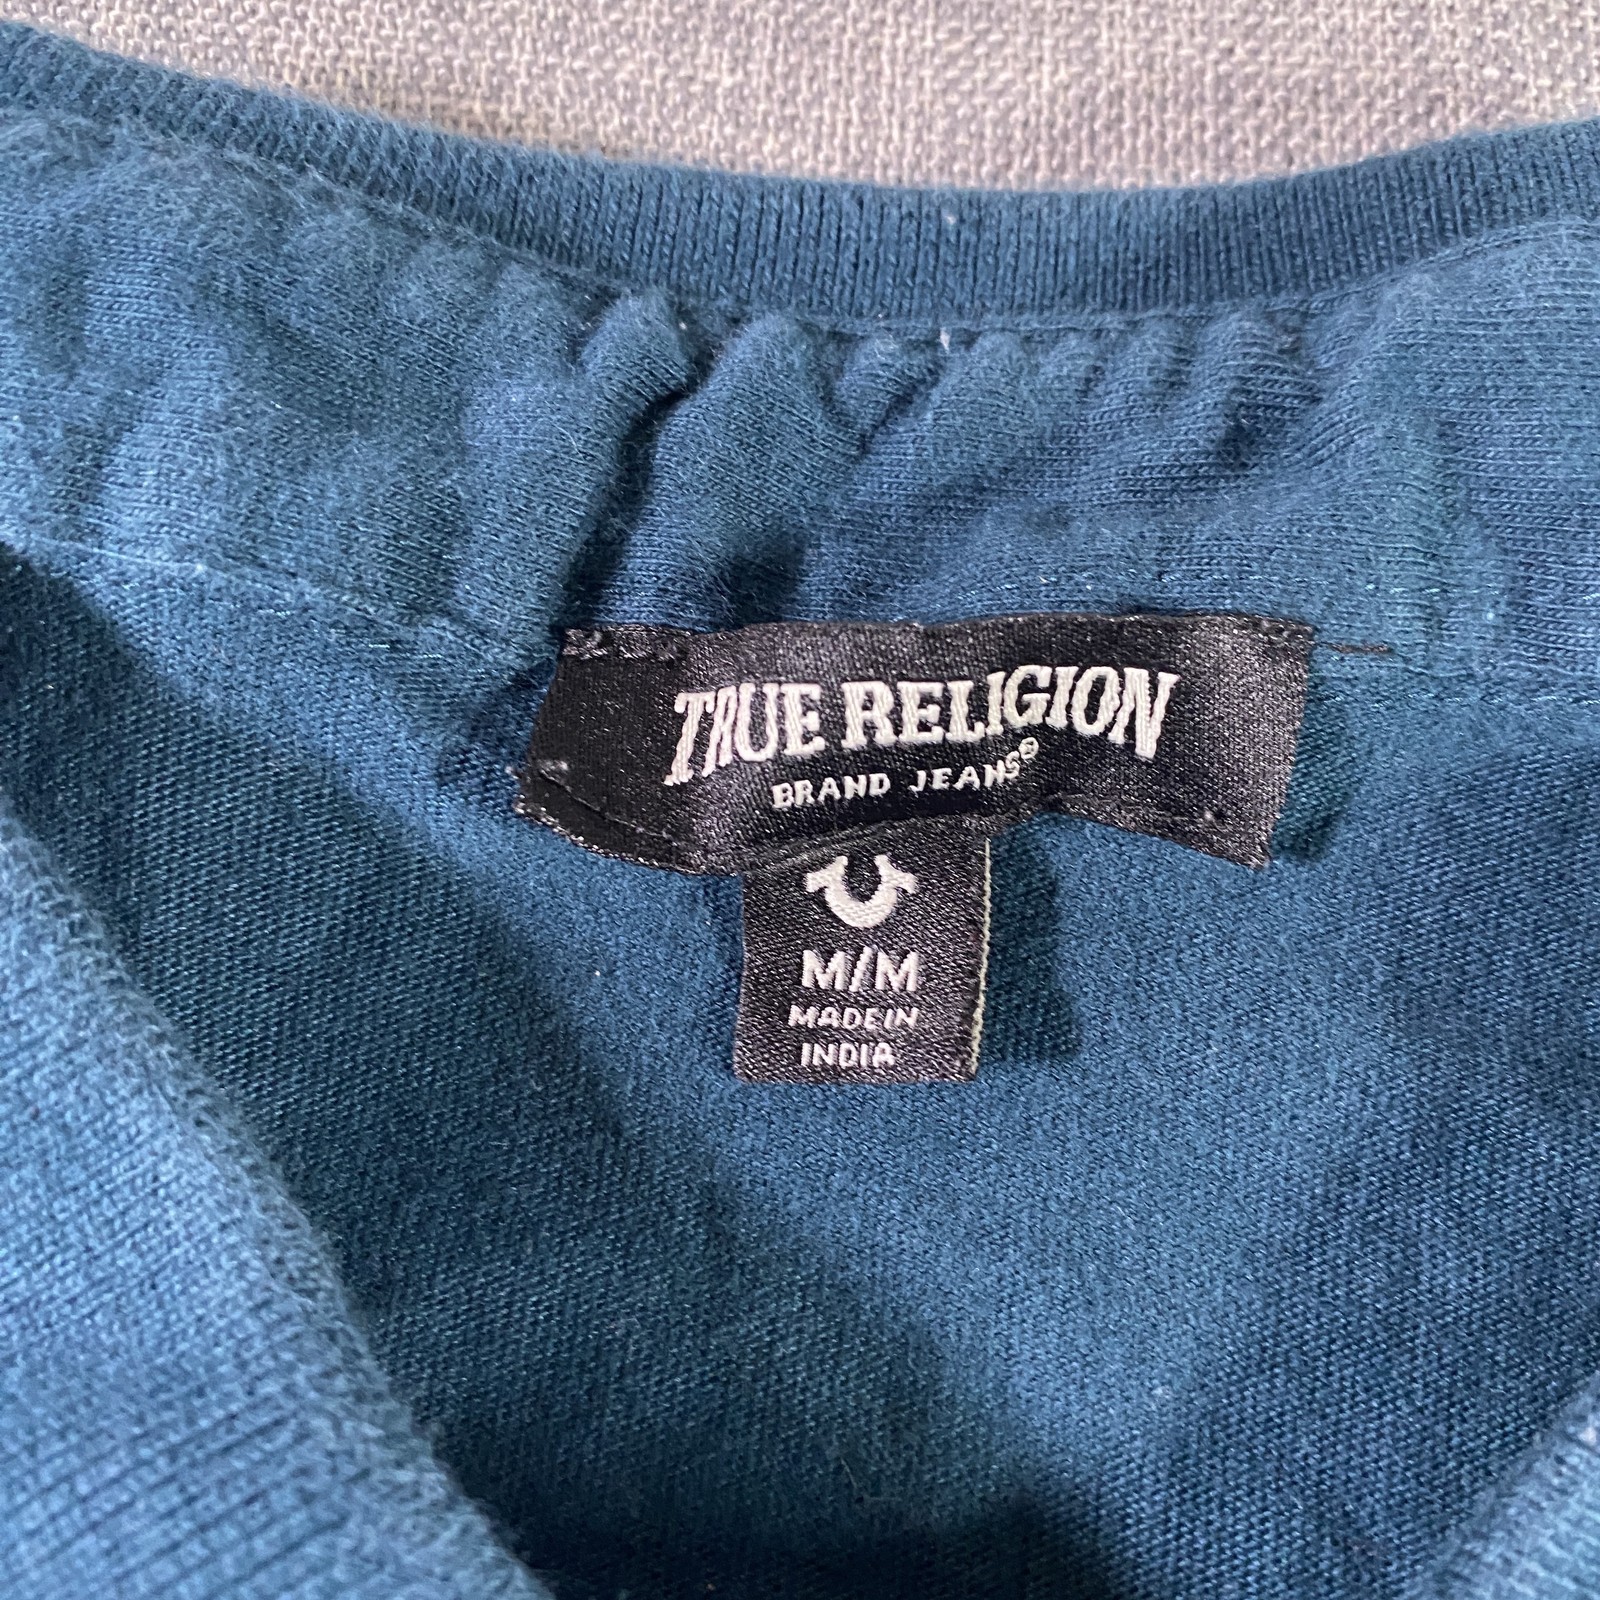 TRUE RELIGION
BRAND JEANS®
M/M
MADE IN
INDIA